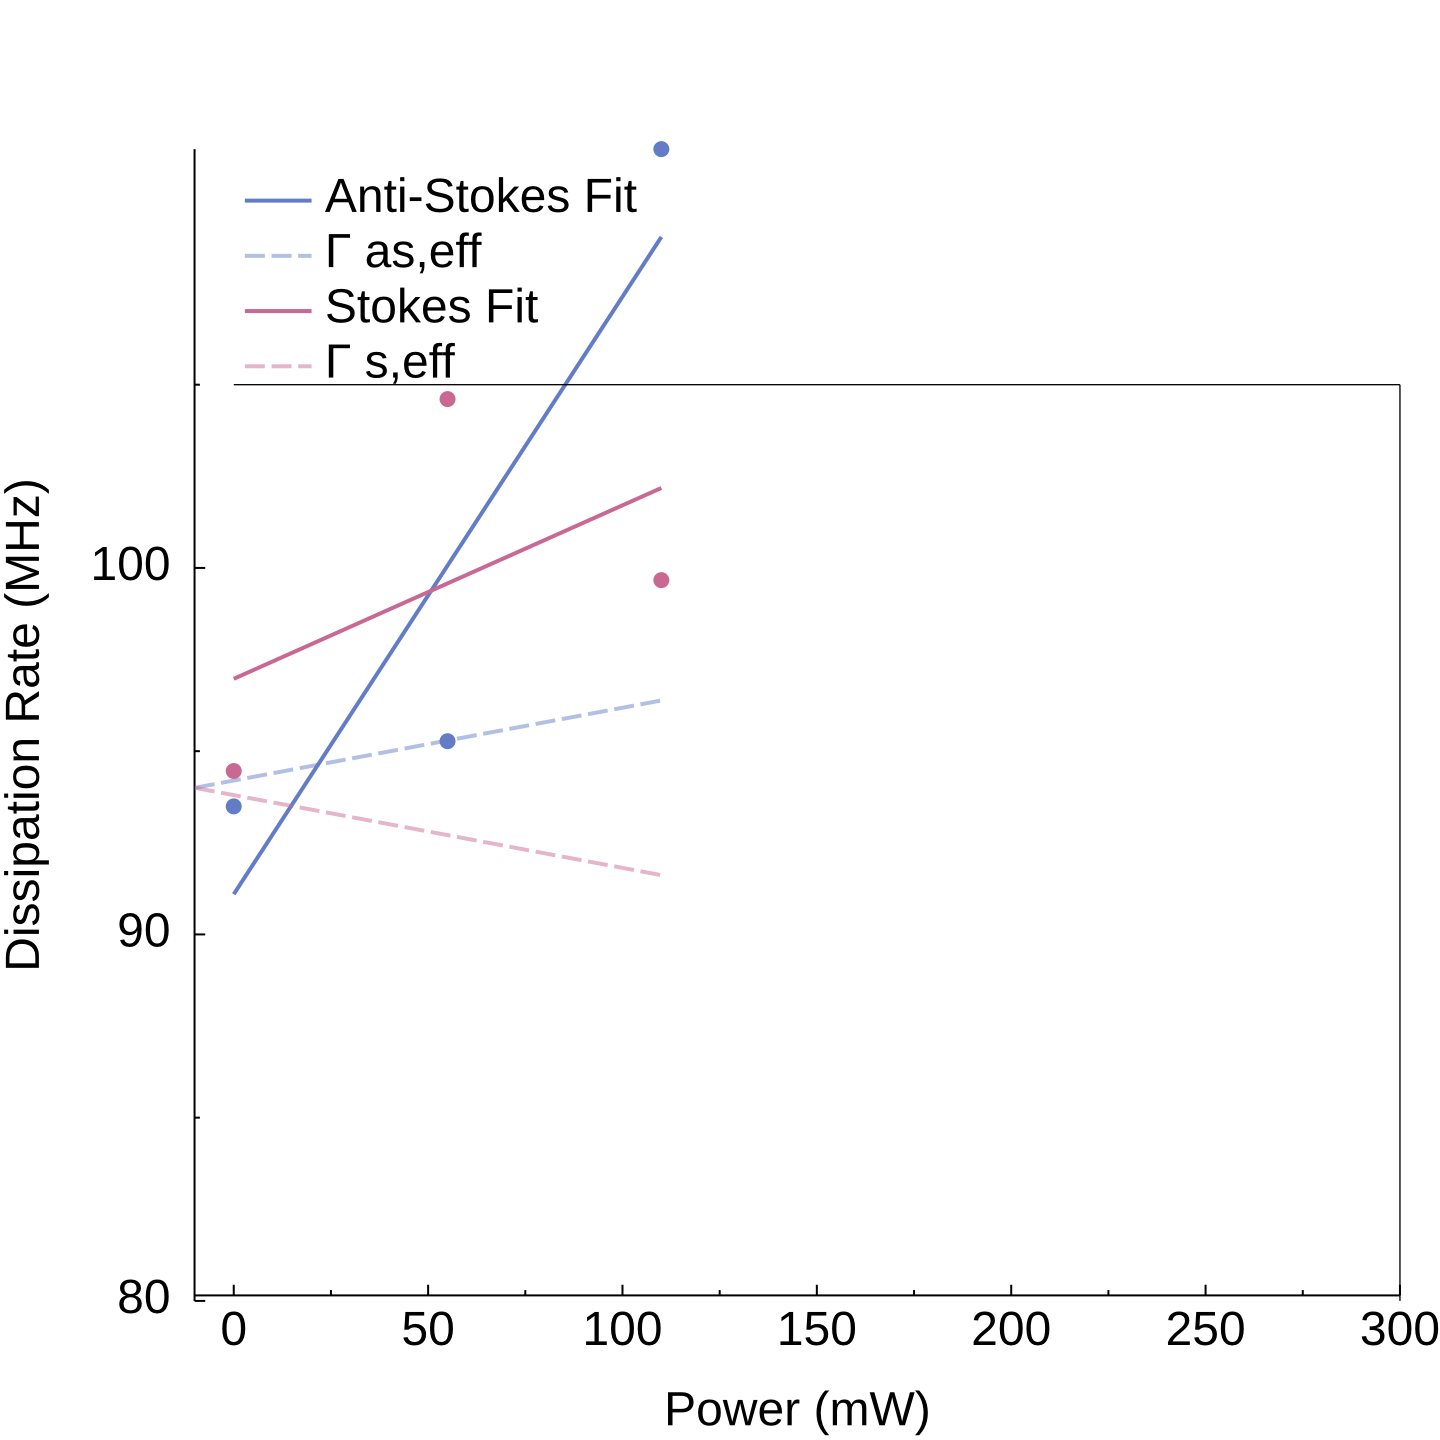 Anti-Stokes Fit
Γ as,eff
Stokes Fit
Γ s,eff
Dissipation Rate (MHz)
100
90
80
0 50 100 150 200 250 300
Power (mW)